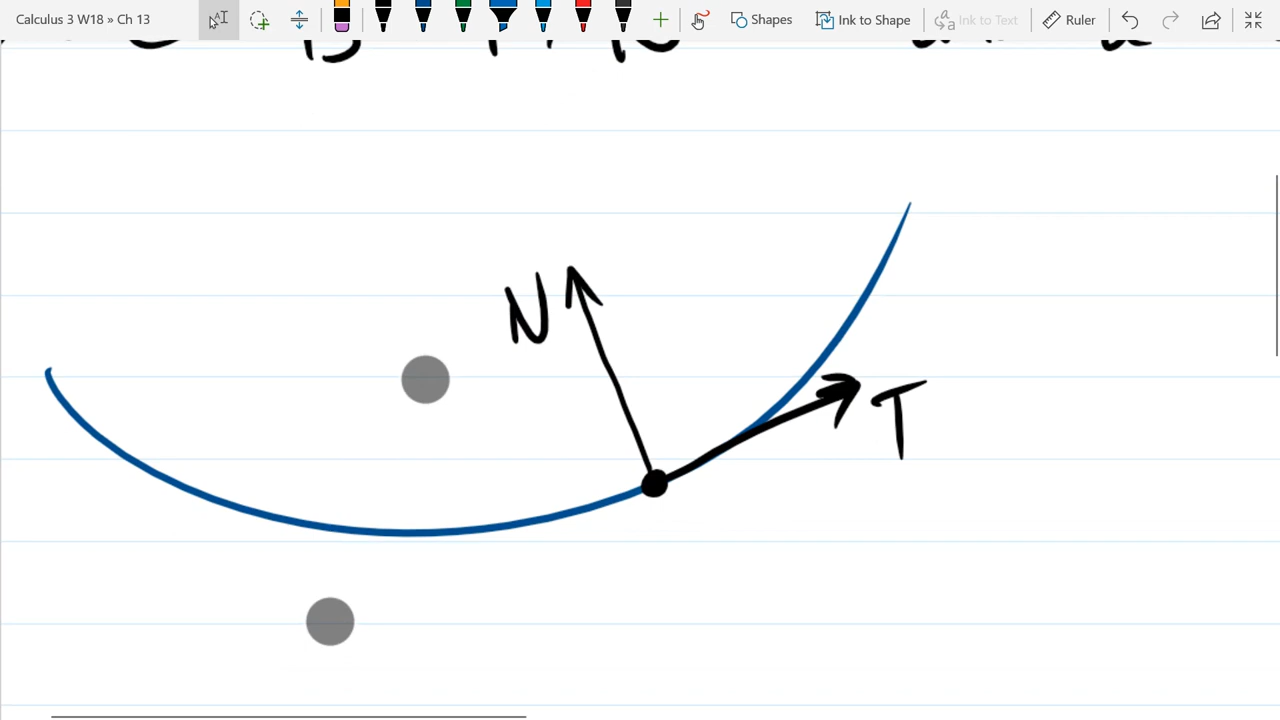 Calculus 3 W18 » Ch 13
Shapes
Ink to Shape
Ink to Text
Ruler
N
T